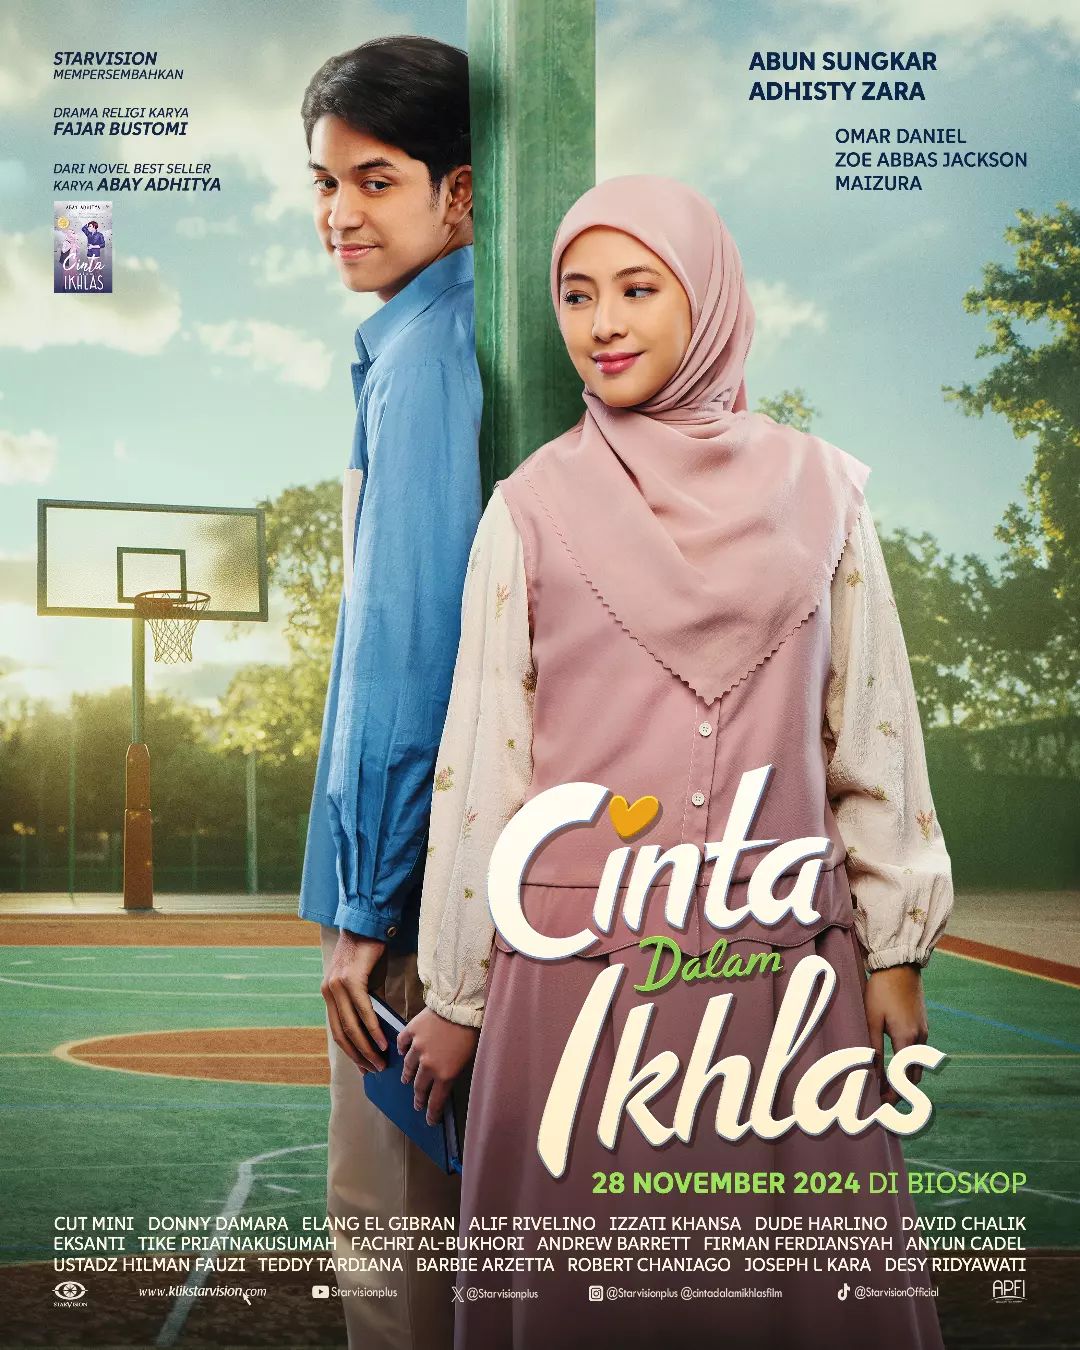 STARVISION
MEMPERSEMBAHKAN
DRAMA RELIGI KARYA
FAJAR BUSTOMI
DARI NOVEL BEST SELLER
KARYA ABAY ADHITYA
ABAY ADHITYA
Cinta
IKHLAS
ABUN SUNGKAR
ADHISTY ZARA
OMAR DANIEL
ZOE ABBAS JACKSON
MAIZURA
Cinta
Dalam
Ikhlas
28 NOVEMBER 2024 DI BIOSKOP
CUT MINI DONNY DAMARA ELANG EL GIBRAN ALIF RIVELINO IZZATI KHANSA DUDE HARLINO DAVID CHALIK
EKSANTI TIKE PRIATNAKUSUMAH FACHRI AL-BUKHORI ANDREW BARRETT FIRMAN FERDIANSYAH ANYUN CADEL
USTADZ HILMAN FAUZI TEDDY TARDIANA BARBIE ARZETTA ROBERT CHANIAGO JOSEPH L KARA DESY RIDYAWATI
STARVISION www.klikstarvision.com Starvisionplus @Starvisionplus @Starvisionplus @cintadalamikhlasfilm @StarvisionOfficial APFI